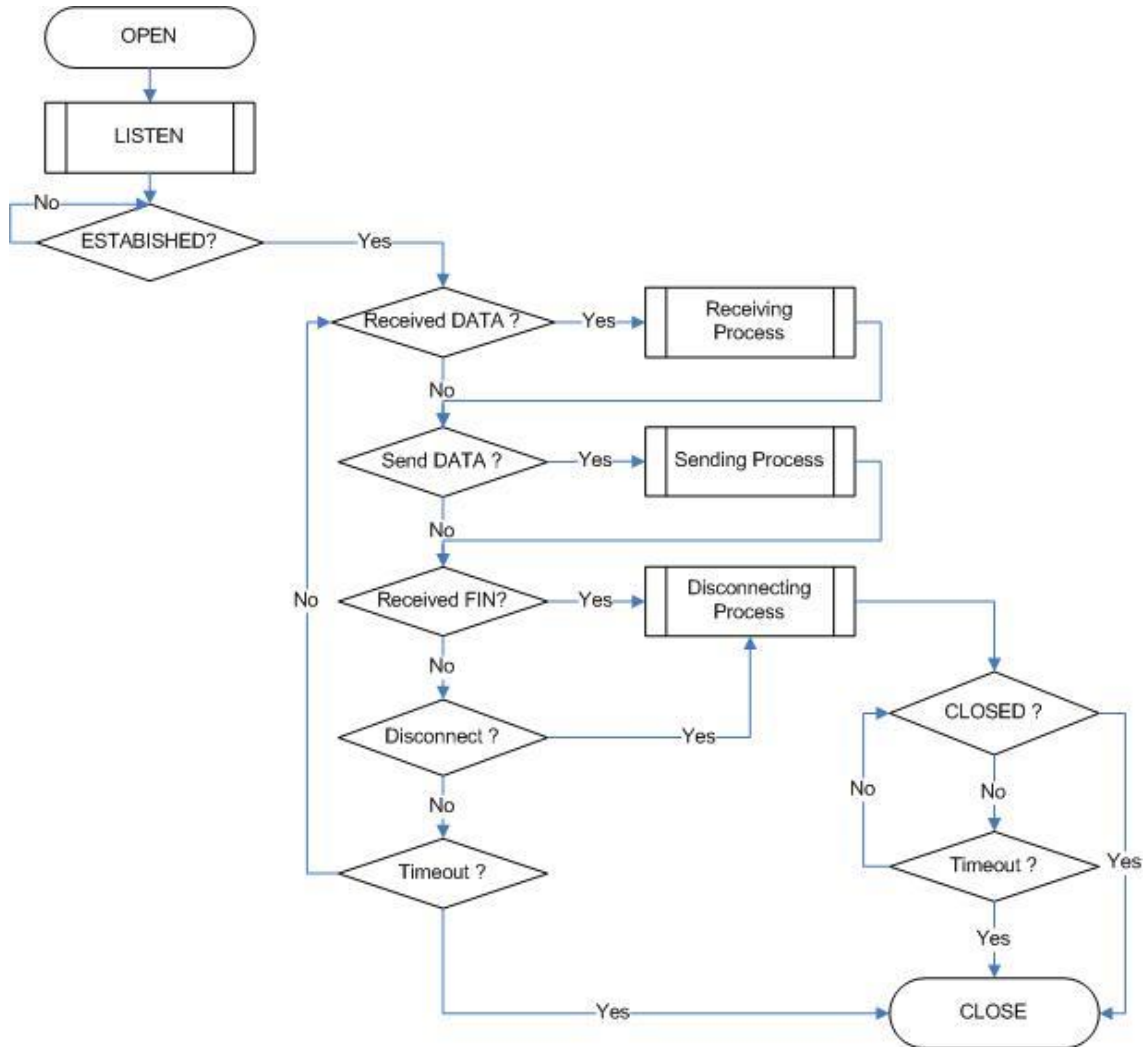 OPEN
LISTEN
No
ESTABISHED?
Yes
Received DATA ?
Yes
Receiving
Process
No
Send DATA ?
Yes
Sending Process
No
Received FIN?
Yes
Disconnecting
Process
No
No
Disconnect ?
Yes
CLOSED ?
No
No
No
Timeout ?
Timeout ?
Yes
Yes
Yes
CLOSE